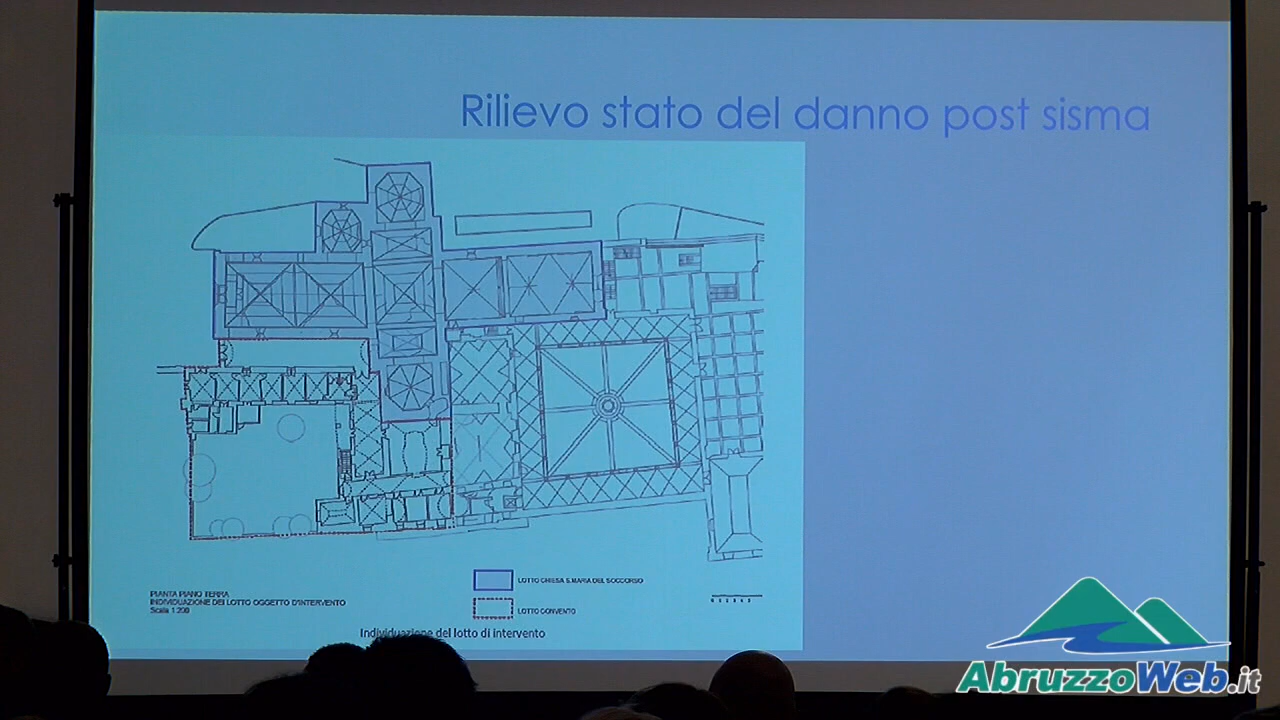 Rilievo stato del danno post sisma
LOTTO CHIESA S.MARIA DEL SOCCORSO
PIANTA PIANO TERRA
INDIVIDUAZIONE DEI LOTTO OGGETTO D'INTERVENTO
Scala 1:200
LOTTO CONVENTO
Individuazione del lotto di intervento
AbruzzoWeb.it